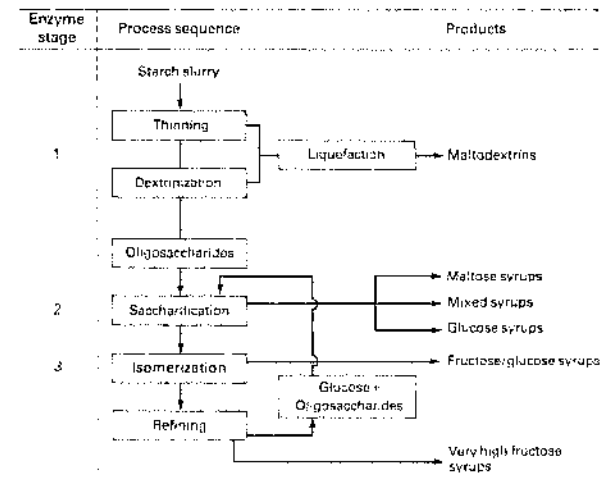 Enzyme stage
Process sequence
Products
Starch slurry
Thinning
1
Liquefaction
Maltodextrins
Dextrinization
Oligosaccharides
Maltose syrups
2
Saccharification
Mixed syrups
Glucose syrups
3
Isomerization
Fructose/glucose syrups
Glucose +
Oligosaccharides
Refining
Very high fructose
syrups